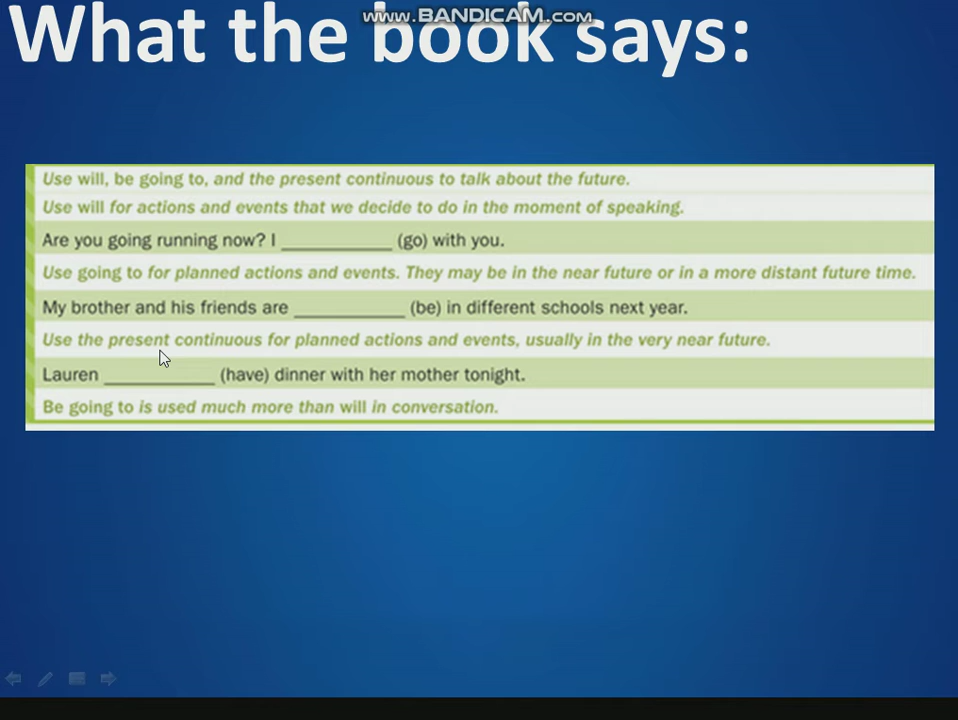 www.BANDICAM.com
What the book says:
Use will, be going to, and the present continuous to talk about the future.
Use will for actions and events that we decide to do in the moment of speaking.
Are you going running now? I ____________ (go) with you.
Use going to for planned actions and events. They may be in the near future or in a more distant future time.
My brother and his friends are ____________ (be) in different schools next year.
Use the present continuous for planned actions and events, usually in the very near future.
Lauren ____________ (have) dinner with her mother tonight.
Be going to is used much more than will in conversation.